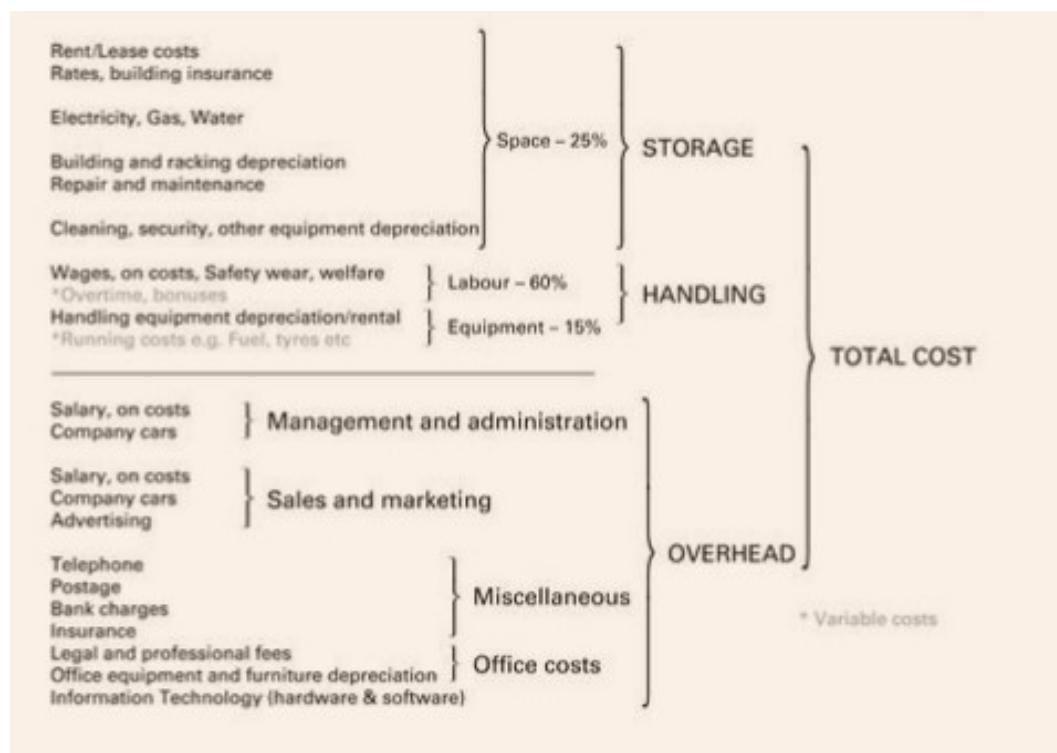 Rent/Lease costs
Rates, building insurance
Electricity, Gas, Water
Building and racking depreciation
Repair and maintenance
Cleaning, security, other equipment depreciation
Space – 25%
STORAGE
Wages, on costs, Safety wear, welfare
*Overtime, bonuses
Labour – 60%
Handling equipment depreciation/rental
*Running costs e.g. Fuel, tyres etc
Equipment – 15%
HANDLING
TOTAL COST
Salary, on costs
Company cars
Management and administration
Salary, on costs
Company cars
Advertising
Sales and marketing
Telephone
Postage
Bank charges
Insurance
Miscellaneous
Legal and professional fees
Office equipment and furniture depreciation
Office costs
Information Technology (hardware & software)
OVERHEAD
* Variable costs